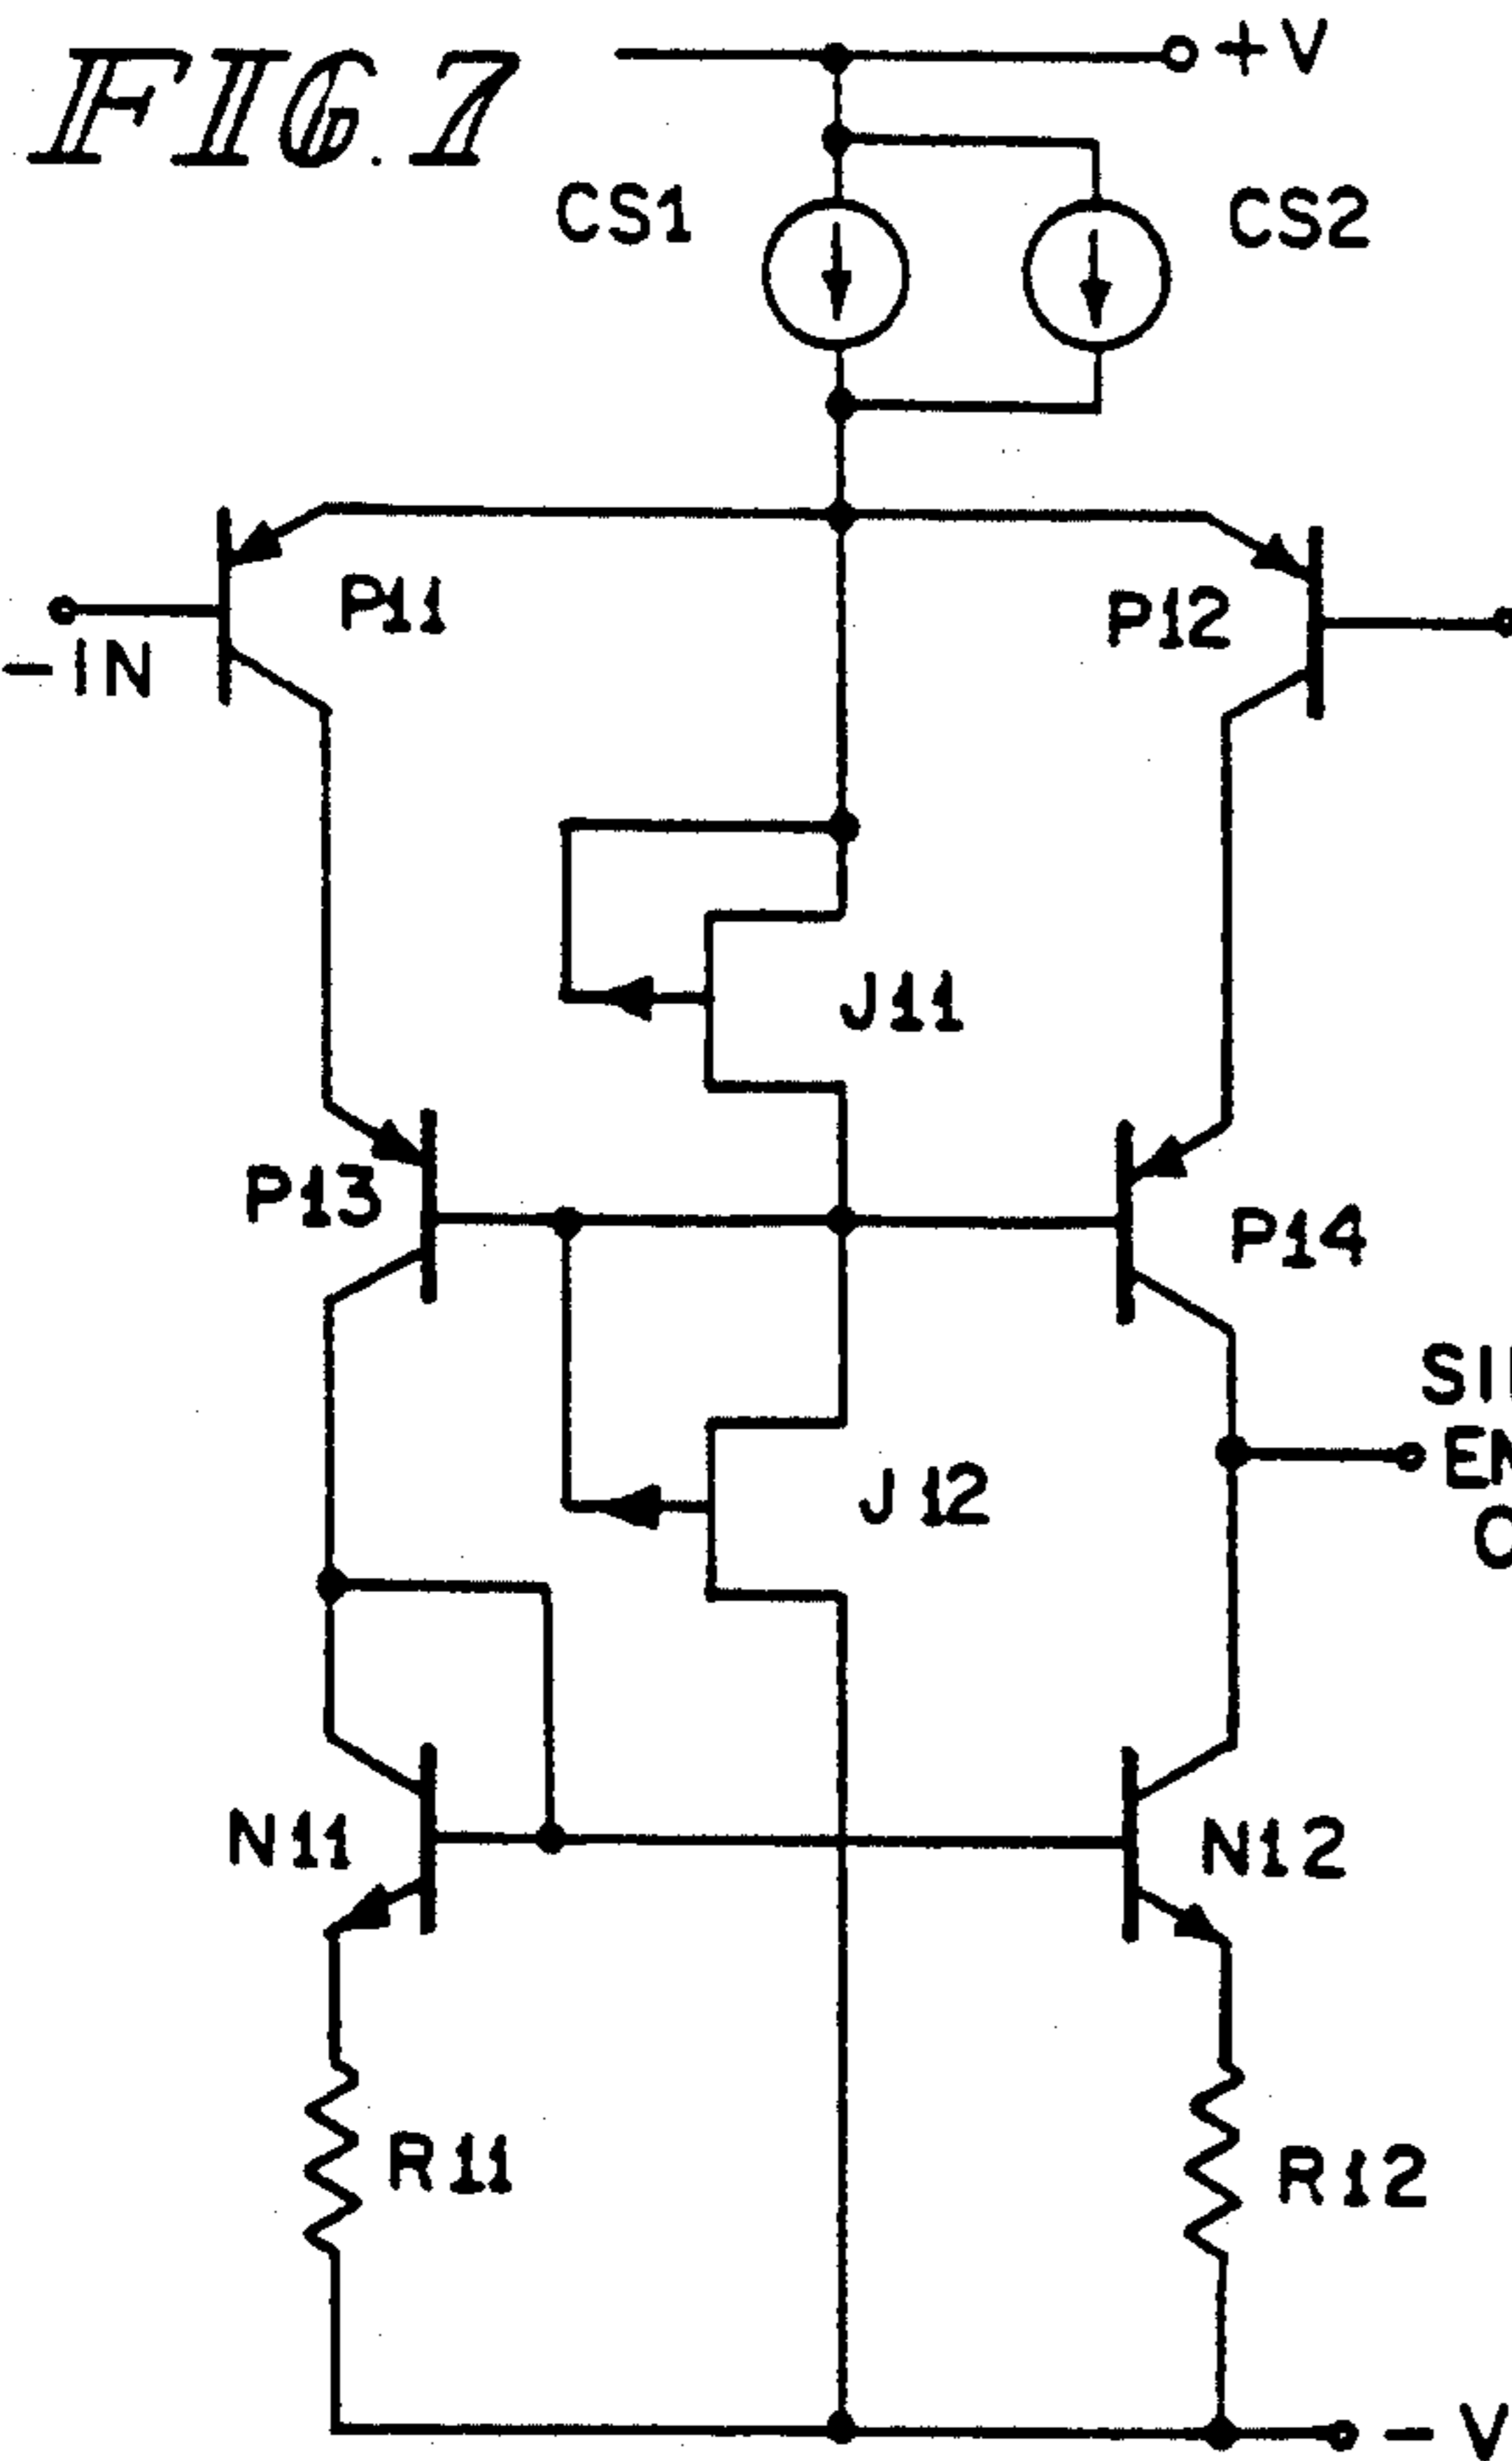 FIG. 7
+V
CS1
CS2
P11
P12
-IN
J11
P13
P14
J12
N11
N12
R11
R12
-V